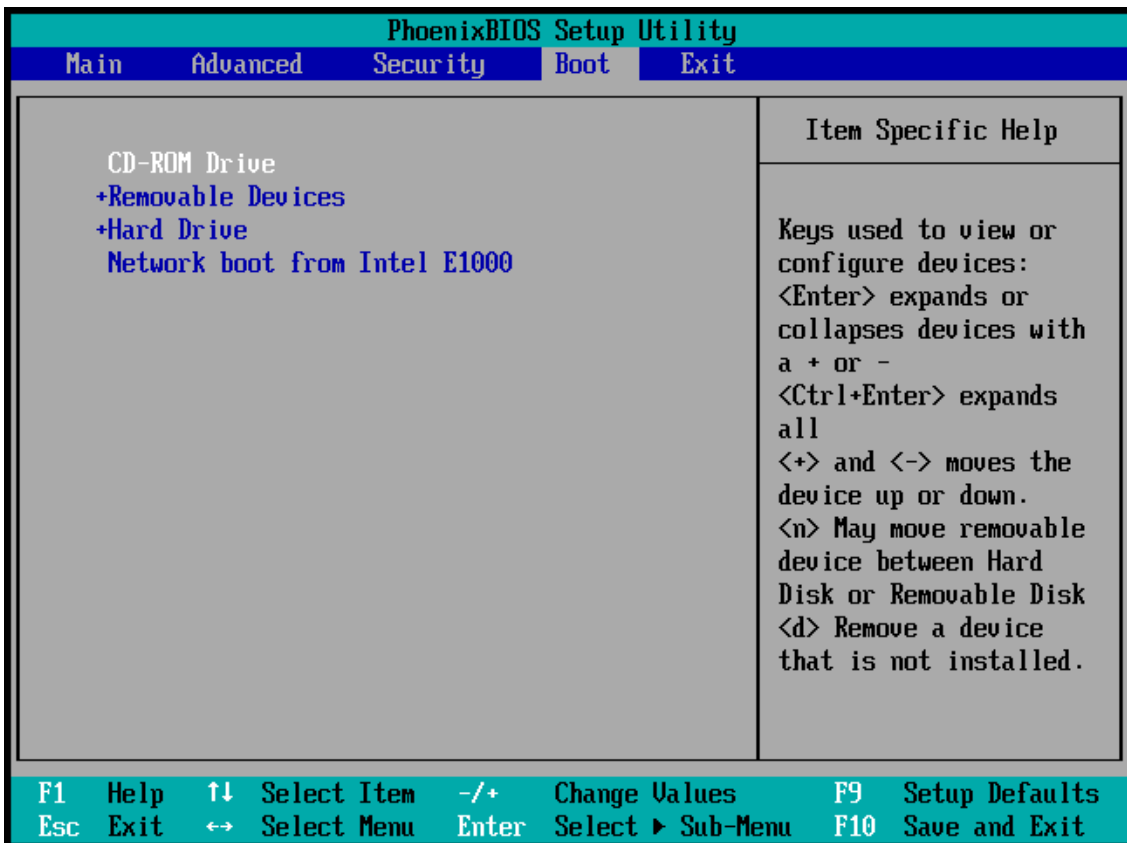 PhoenixBIOS Setup Utility
Main Advanced Security Boot Exit
CD-ROM Drive
+Removable Devices
+Hard Drive
Network boot from Intel E1000
Item Specific Help
Keys used to view or
configure devices:
<Enter> expands or
collapses devices with
a + or -
<Ctrl+Enter> expands
all
<+> and <-> moves the
device up or down.
<n> May move removable
device between Hard
Disk or Removable Disk
<d> Remove a device
that is not installed.
F1 Help ↑↓ Select Item -/+ Change Values F9 Setup Defaults
Esc Exit ↔ Select Menu Enter Select ▶ Sub-Menu F10 Save and Exit